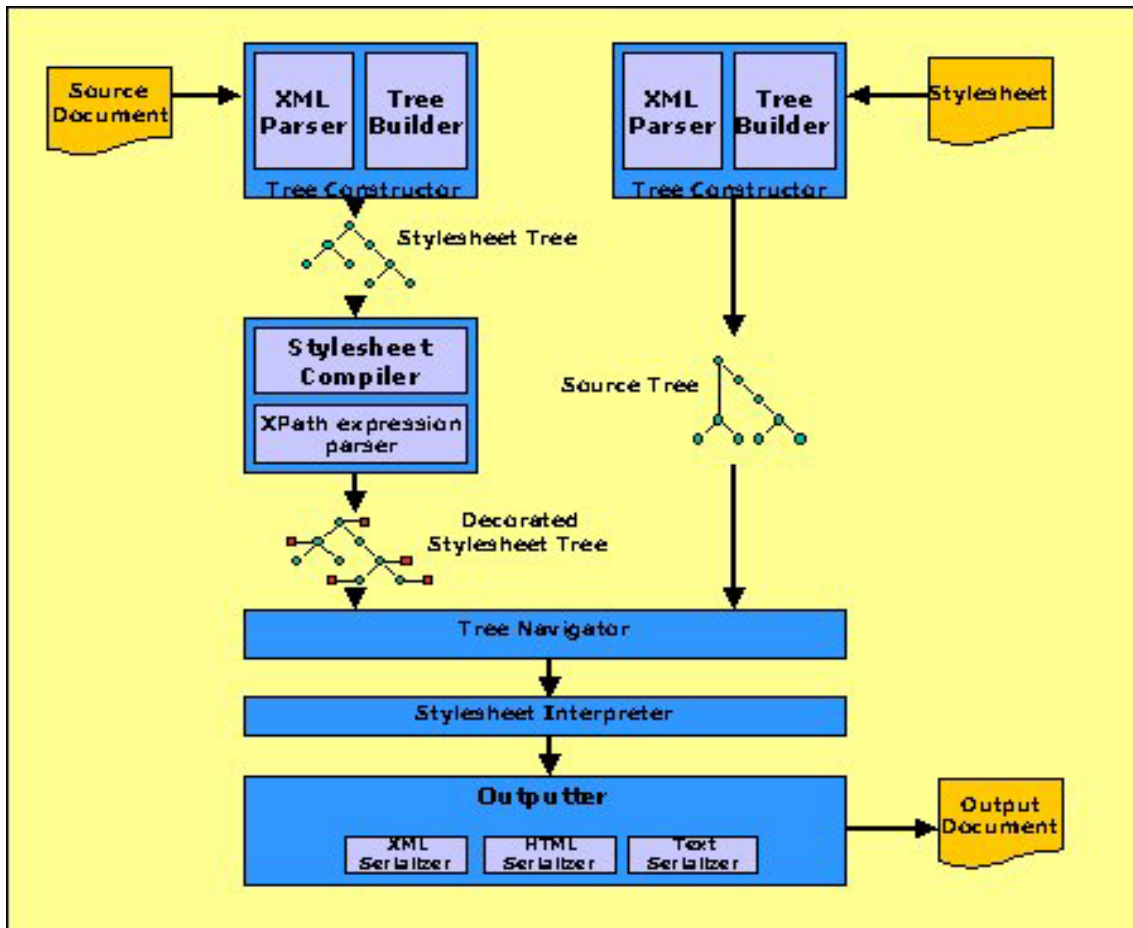 Source
Document
XML
Parser
Tree
Builder
Tree Constructor
XML
Parser
Tree
Builder
Tree Constructor
Stylesheet
Stylesheet Tree
Stylesheet
Compiler
XPath expression
parser
Source Tree
Decorated
Stylesheet Tree
Tree Navigator
Stylesheet Interpreter
Outputter
XML
Serializer
HTML
Serializer
Text
Serializer
Output
Document